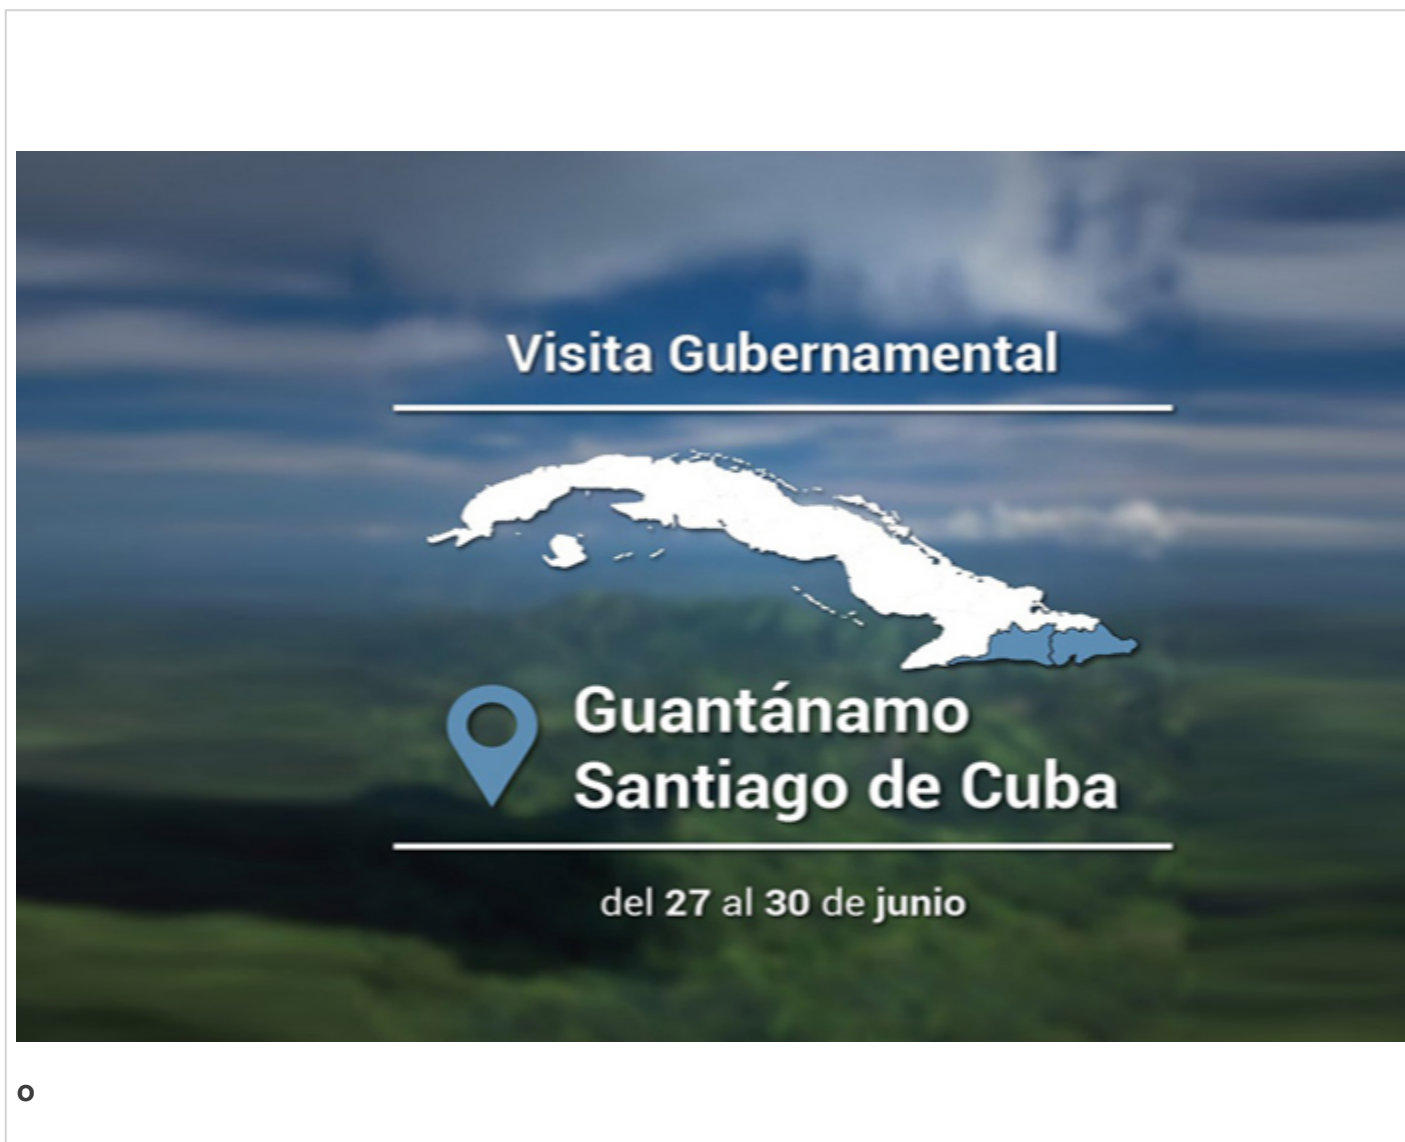 Visita Gubernamental
Guantánamo
Santiago de Cuba
del 27 al 30 de junio
o